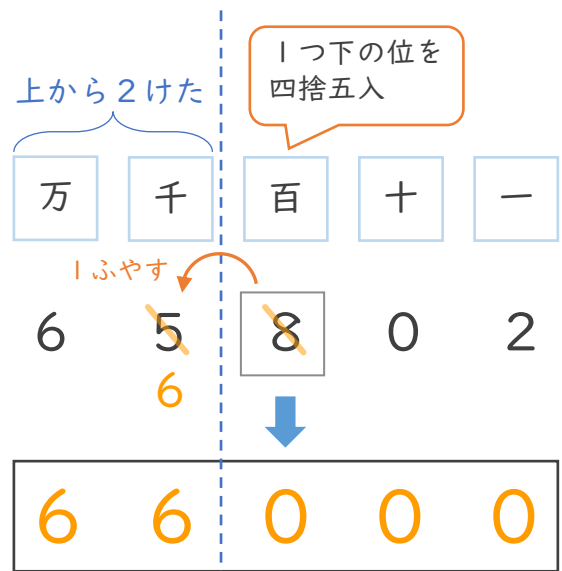 1つ下の位を
四捨五入
上から2けた
万 千 百 十 一
1ふやす
6 5 8 0 2
6
6 6 0 0 0